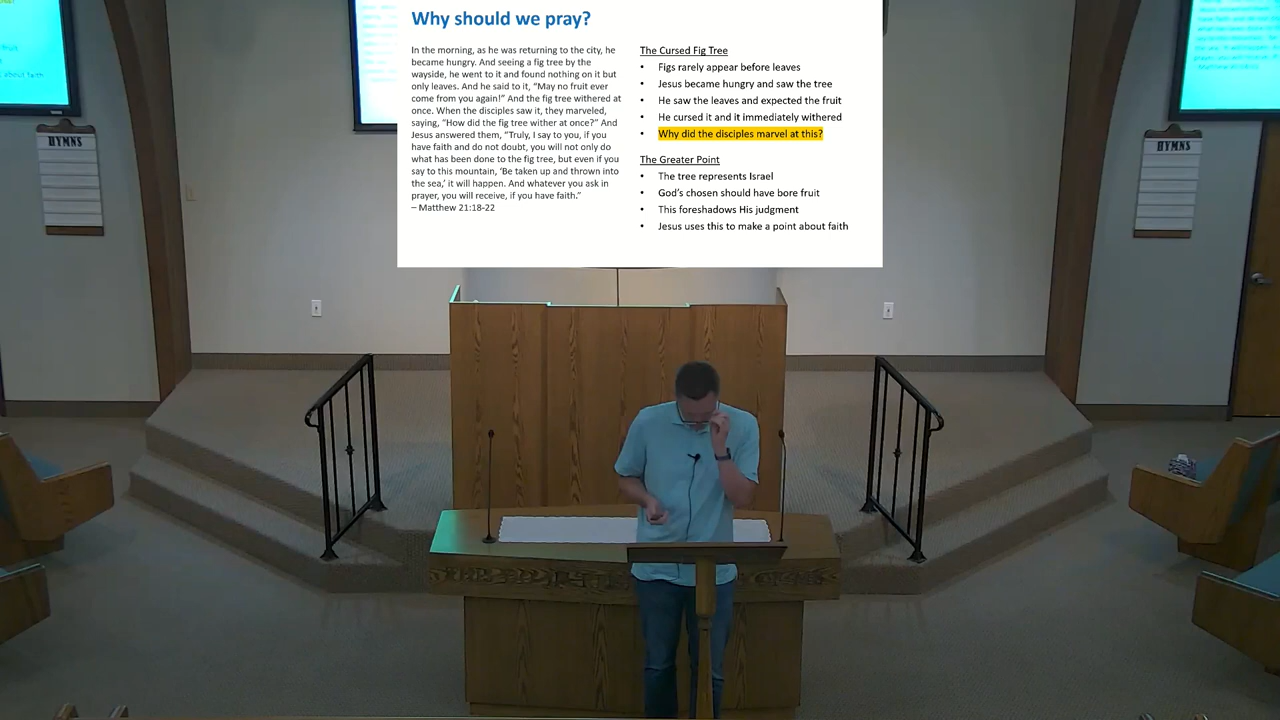 Why should we pray?
In the morning, as he was returning to the city, he
became hungry. And seeing a fig tree by the
wayside, he went to it and found nothing on it but
only leaves. And he said to it, “May no fruit ever
come from you again!” And the fig tree withered at
once. When the disciples saw it, they marveled,
saying, “How did the fig tree wither at once?” And
Jesus answered them, “Truly, I say to you, if you
have faith and do not doubt, you will not only do
what has been done to the fig tree, but even if you
say to this mountain, ‘Be taken up and thrown into
the sea,’ it will happen. And whatever you ask in
prayer, you will receive, if you have faith.”
– Matthew 21:18-22
The Cursed Fig Tree
• Figs rarely appear before leaves
• Jesus became hungry and saw the tree
• He saw the leaves and expected the fruit
• He cursed it and it immediately withered
• Why did the disciples marvel at this?
The Greater Point
• The tree represents Israel
• God’s chosen should have bore fruit
• This foreshadows His judgment
• Jesus uses this to make a point about faith
about faith
HYMNS
HYMNS